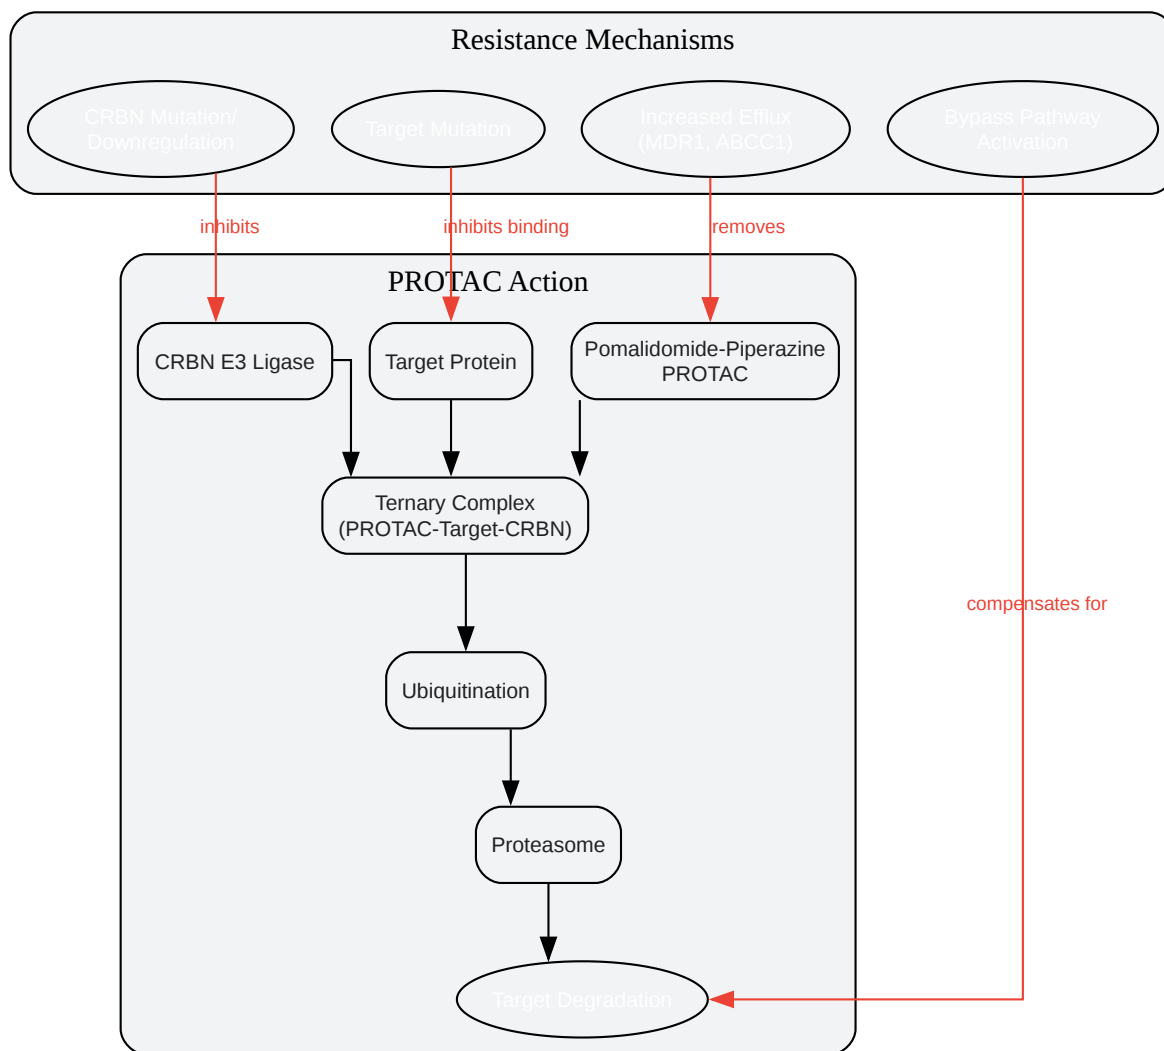 Resistance Mechanisms
CRBN Mutation/
Downregulation
Target Mutation
Increased Efflux
(MDR1, ABCC1)
Bypass Pathway
Activation
inhibits
inhibits binding
removes
PROTAC Action
CRBN E3 Ligase
Target Protein
Pomalidomide-Piperazine
PROTAC
Ternary Complex
(PROTAC-Target-CRBN)
compensates for
Ubiquitination
Proteasome
Target Degradation